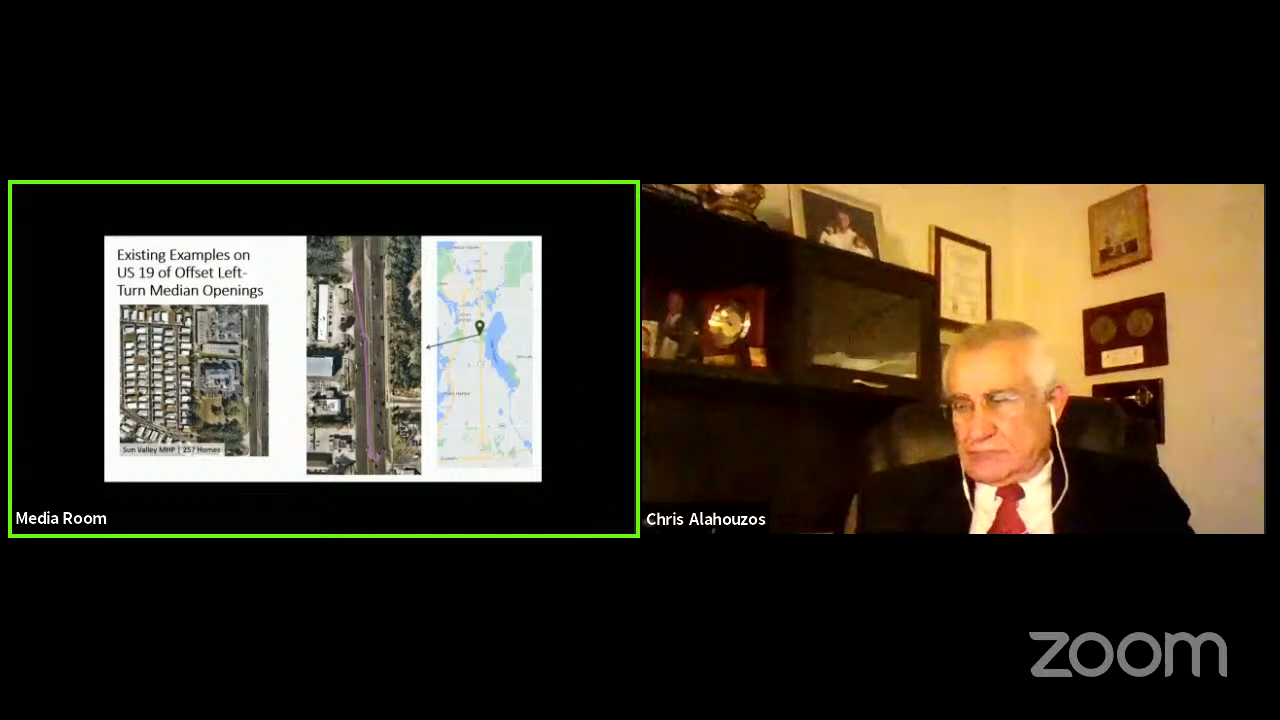 Existing Examples on
US 19 of Offset Left-
Turn Median Openings
Sun Valley MHP | 257 Homes
Media Room
Chris Alahouzos
zoom